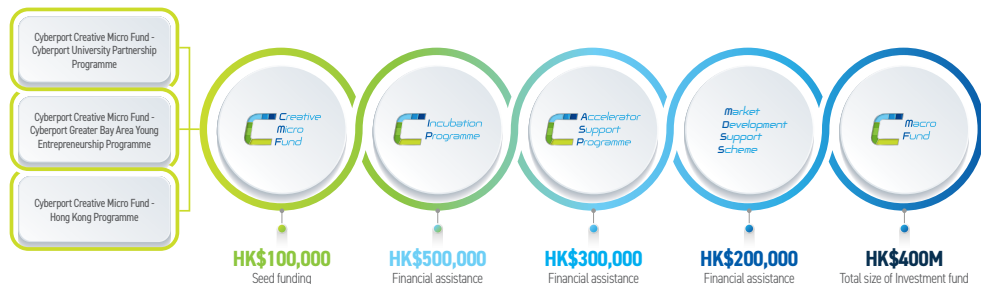 Cyberport Creative Micro Fund -
Cyberport University Partnership
Programme
Cyberport Creative Micro Fund -
Cyberport Greater Bay Area Young
Entrepreneurship Programme
Cyberport Creative Micro Fund -
Hong Kong Programme
Creative
Micro
Fund
Incubation
Programme
Accelerator
Support
Programme
Market
Development
Support
Scheme
Macro
Fund
HK$100,000
Seed funding
HK$500,000
Financial assistance
HK$300,000
Financial assistance
HK$200,000
Financial assistance
HK$400M
Total size of Investment fund